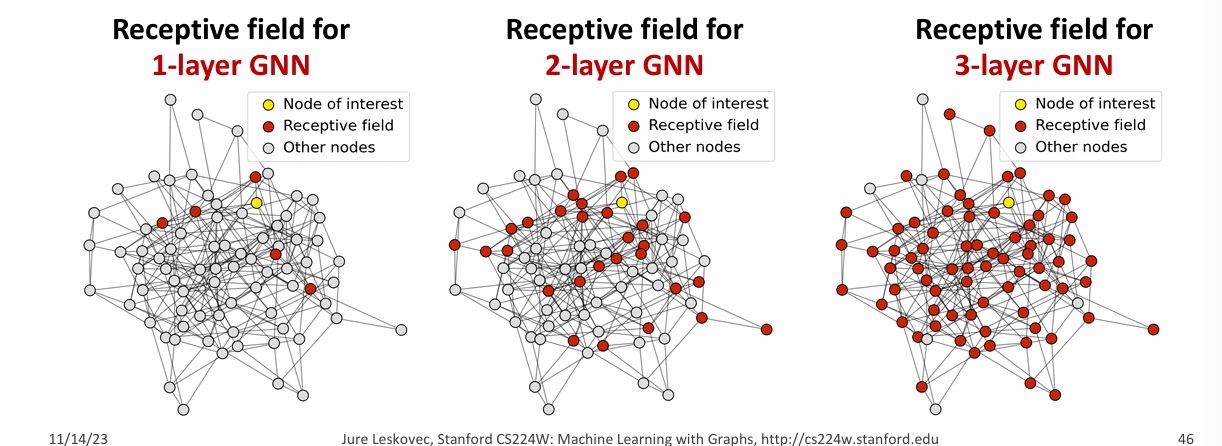 Receptive field for
1-layer GNN
Node of interest
Receptive field
Other nodes
Receptive field for
2-layer GNN
Node of interest
Receptive field
Other nodes
Receptive field for
3-layer GNN
Node of interest
Receptive field
Other nodes
11/14/23
Jure Leskovec, Stanford CS224W: Machine Learning with Graphs, http://cs224w.stanford.edu
46